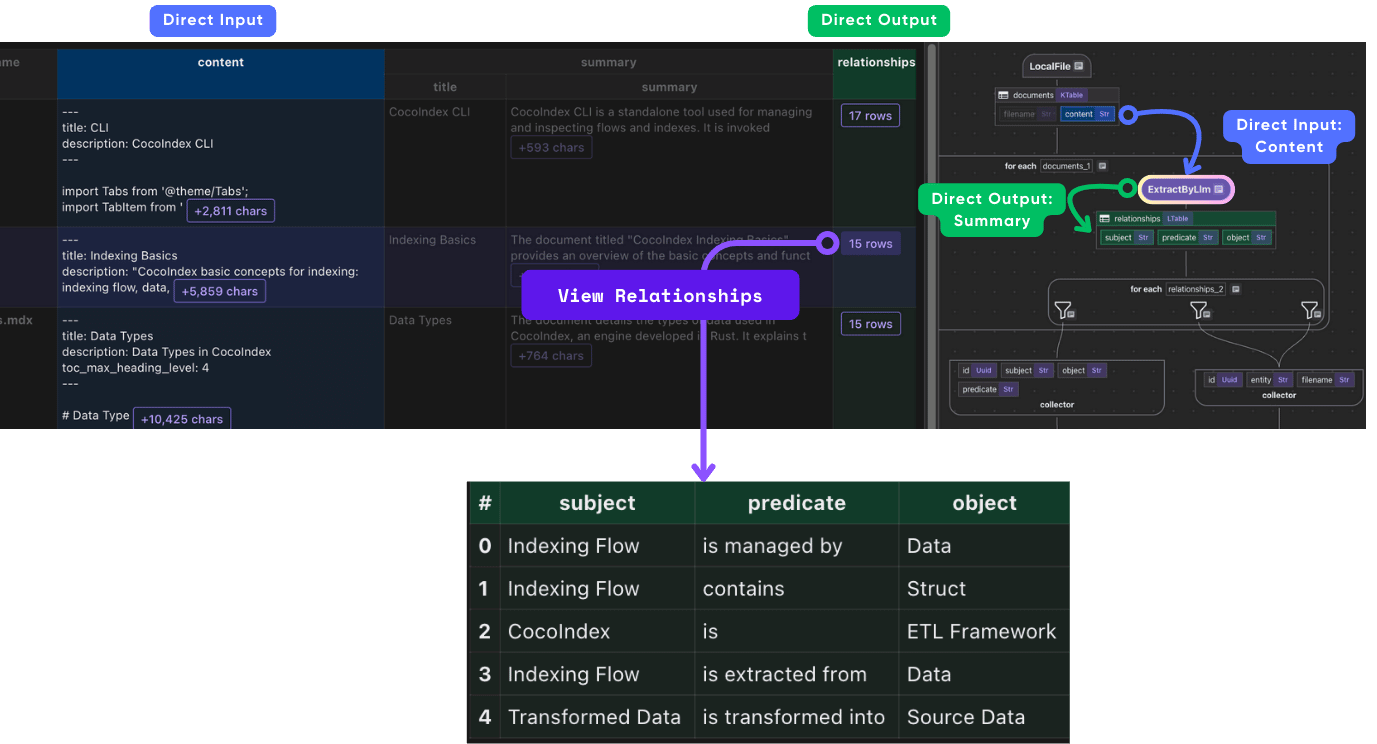 Direct Input
Direct Output
me
content
summary
relationships
title
summary
---
title: CLI
description: CocoIndex CLI
---
import Tabs from '@theme/Tabs';
import TabItem from '
+2,811 chars
CocoIndex CLI
CocoIndex CLI is a standalone tool used for managing
and inspecting flows and indexes. It is invoked
+593 chars
17 rows
---
title: Indexing Basics
description: "CocoIndex basic concepts for indexing:
indexing flow, data,
+5,859 chars
Indexing Basics
The document titled "CocoIndex Indexing Basics"
provides an overview of the basic concepts and funct
15 rows
View Relationships
s.mdx
---
title: Data Types
description: Data Types in CocoIndex
toc_max_heading_level: 4
---
# Data Type
+10,425 chars
Data Types
The document details the types of data used in
CocoIndex, an engine developed in Rust. It explains t
+764 chars
15 rows
LocalFile
documents KTable
filename Str content Str
Direct Input:
Content
for each documents_1
ExtractByLlm
Direct Output:
Summary
relationships LTable
subject Str predicate Str object Str
for each relationships_2
id Uuid subject Str object Str
predicate Str
collector
id Uuid entity Str filename Str
collector
# subject predicate object
0 Indexing Flow is managed by Data
1 Indexing Flow contains Struct
2 CocoIndex is ETL Framework
3 Indexing Flow is extracted from Data
4 Transformed Data is transformed into Source Data